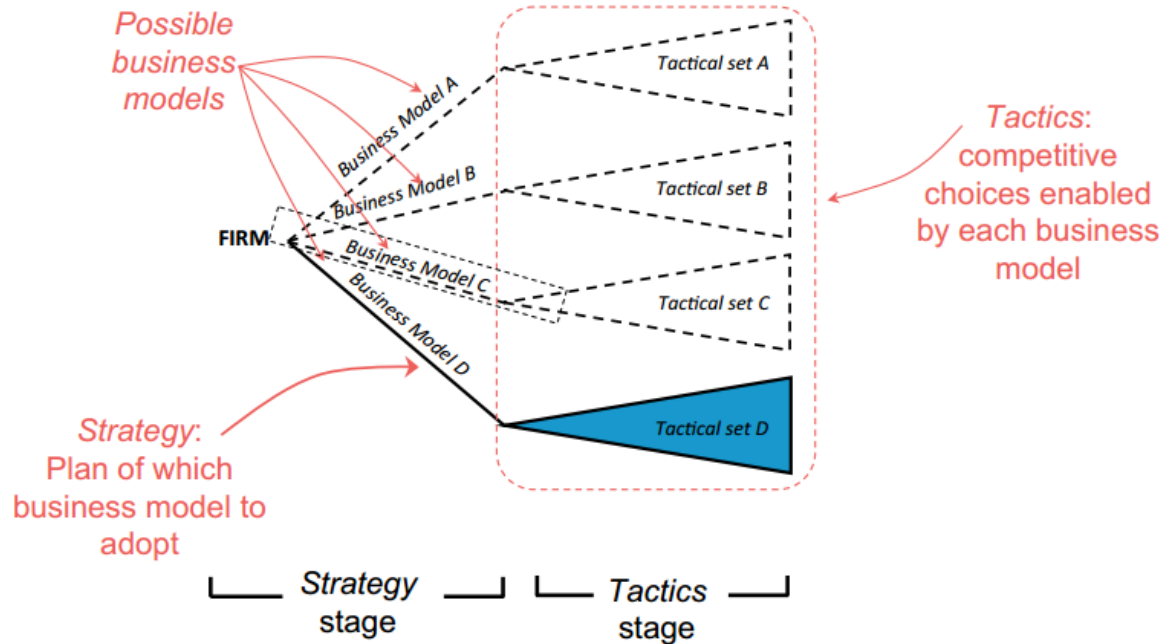 Possible
business
models
Business Model A
Tactical set A
Tactics:
competitive
choices enabled
by each business
model
Business Model B
Tactical set B
FIRM
Business Model C
Tactical set C
Business Model D
Tactical set D
Strategy:
Plan of which
business model to
adopt
Strategy
stage
Tactics
stage